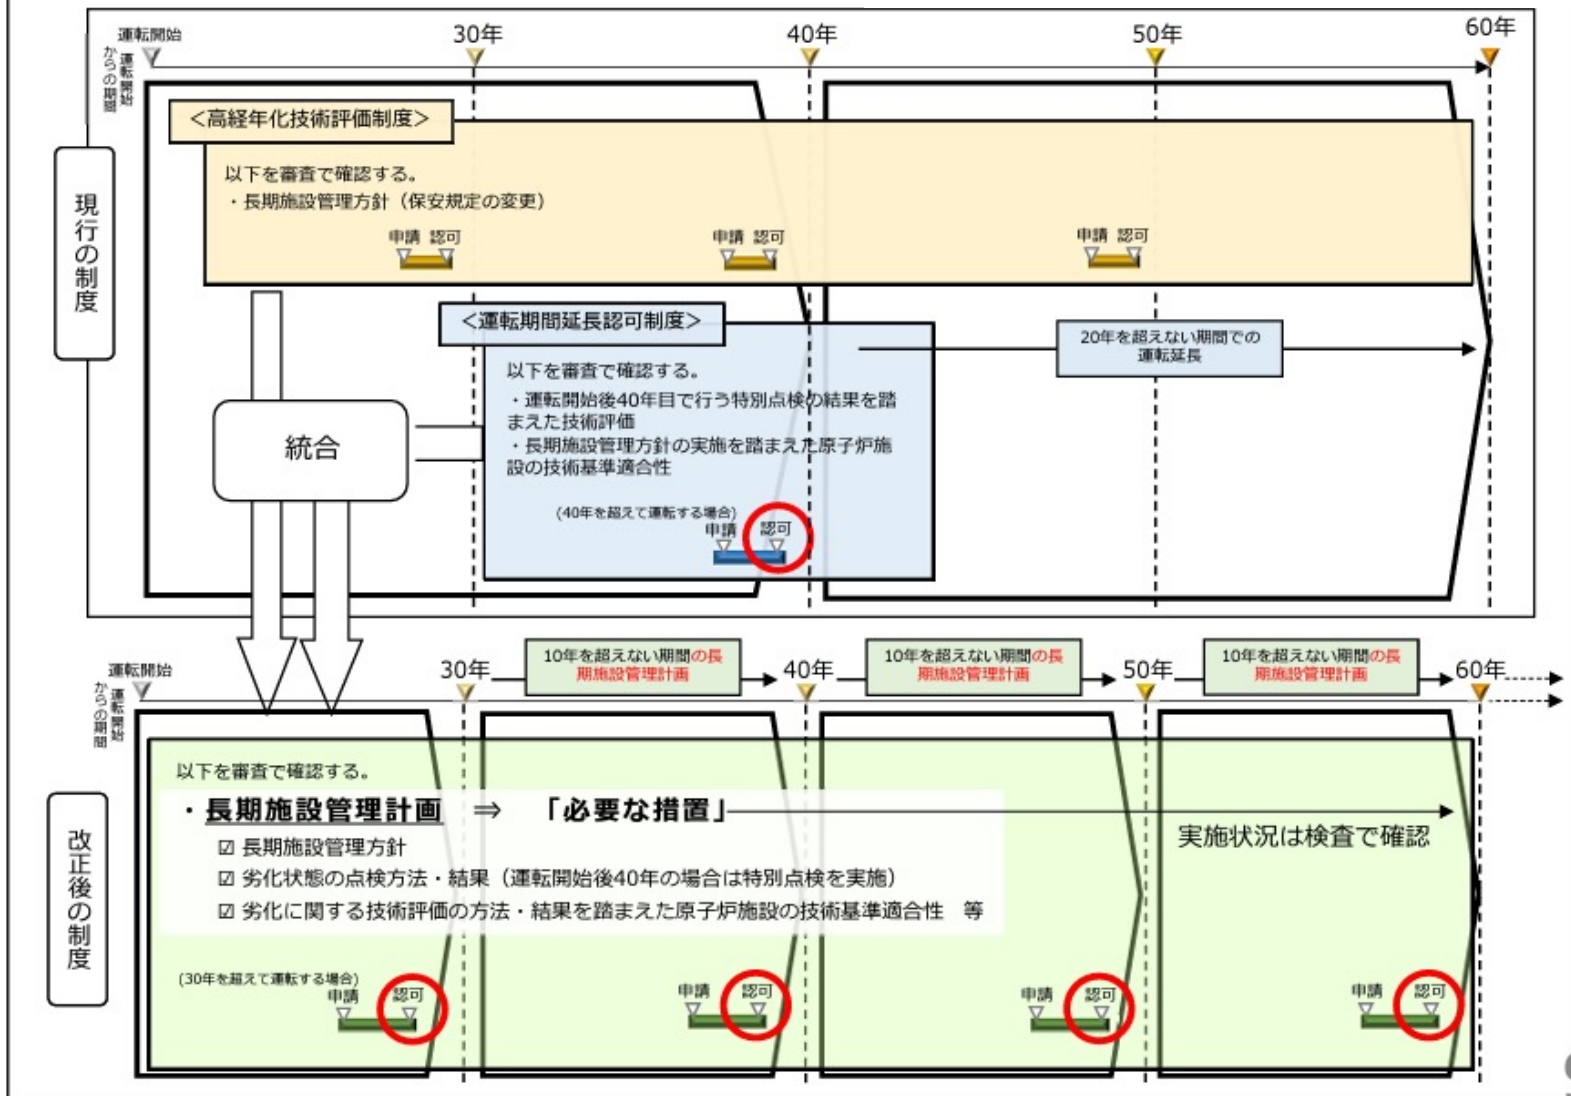 運転開始
30年
40年
50年
60年
運転開始
からの期間
現行の制度
<高経年化技術評価制度>
以下を審査で確認する。
・長期施設管理方針（保安規定の変更）
申請 認可
申請 認可
申請 認可
<運転期間延長認可制度>
以下を審査で確認する。
・運転開始後40年目で行う特別点検の結果を踏
まえた技術評価
・長期施設管理方針の実施を踏まえた原子炉施
設の技術基準適合性
(40年を超えて運転する場合)
申請 認可
20年を超えない期間での
運転延長
統合
運転開始
30年
10年を超えない期間の長
期施設管理計画
40年
10年を超えない期間の長
期施設管理計画
50年
10年を超えない期間の長
期施設管理計画
60年
運転開始
からの期間
改正後の制度
以下を審査で確認する。
・長期施設管理計画 ⇒ 「必要な措置」
☑ 長期施設管理方針
☑ 劣化状態の点検方法・結果（運転開始後40年の場合は特別点検を実施）
☑ 劣化に関する技術評価の方法・結果を踏まえた原子炉施設の技術基準適合性 等
実施状況は検査で確認
(30年を超えて運転する場合)
申請 認可
申請 認可
申請 認可
申請 認可